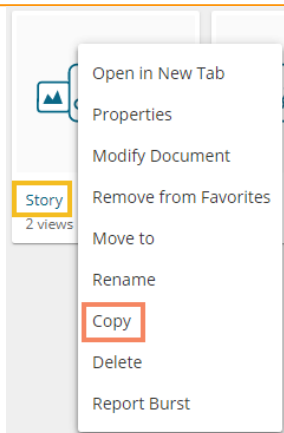 Open in New Tab
Properties
Modify Document
Story
Remove from Favorites
2 views
Move to
Rename
Copy
Delete
Report Burst